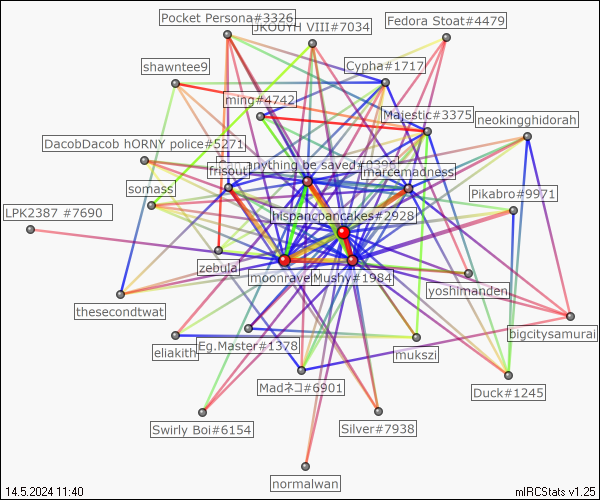 Pocket Persona#3326
JKOUYH VIII#7034
Fedora Stoat#4479
shawntee9
Cypha#1717
ming#4742
Majestic#3375
neokingghidorah
DacobDacob hORNY police#5271
anything be saved#0396
frisout
marcemadness
somass
Pikabro#9971
LPK2387 #7690
hispancpancakes#2928
zebula
moonrave
Mushy#1984
yoshimanden
thesecondtwat
bigcitysamurai
eliakith
Eg.Master#1378
mukszi
Madネコ#6901
Duck#1245
Swirly Boi#6154
Silver#7938
normalwan
14.5.2024 11:40
mIRCStats v1.25